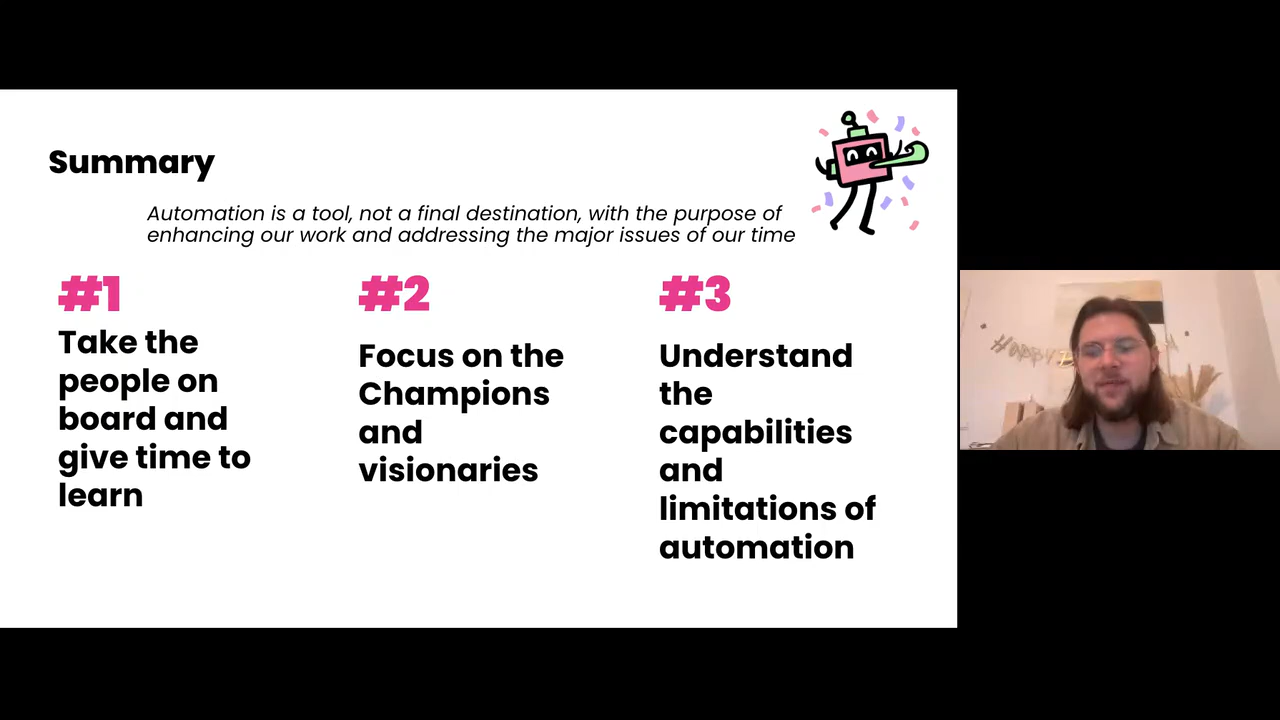 Summary
Automation is a tool, not a final destination, with the purpose of
enhancing our work and addressing the major issues of our time
#1
Take the
people on
board and
give time to
learn
#2
Focus on the
Champions
and
visionaries
#3
Understand
the
capabilities
and
limitations of
automation
HAPPY